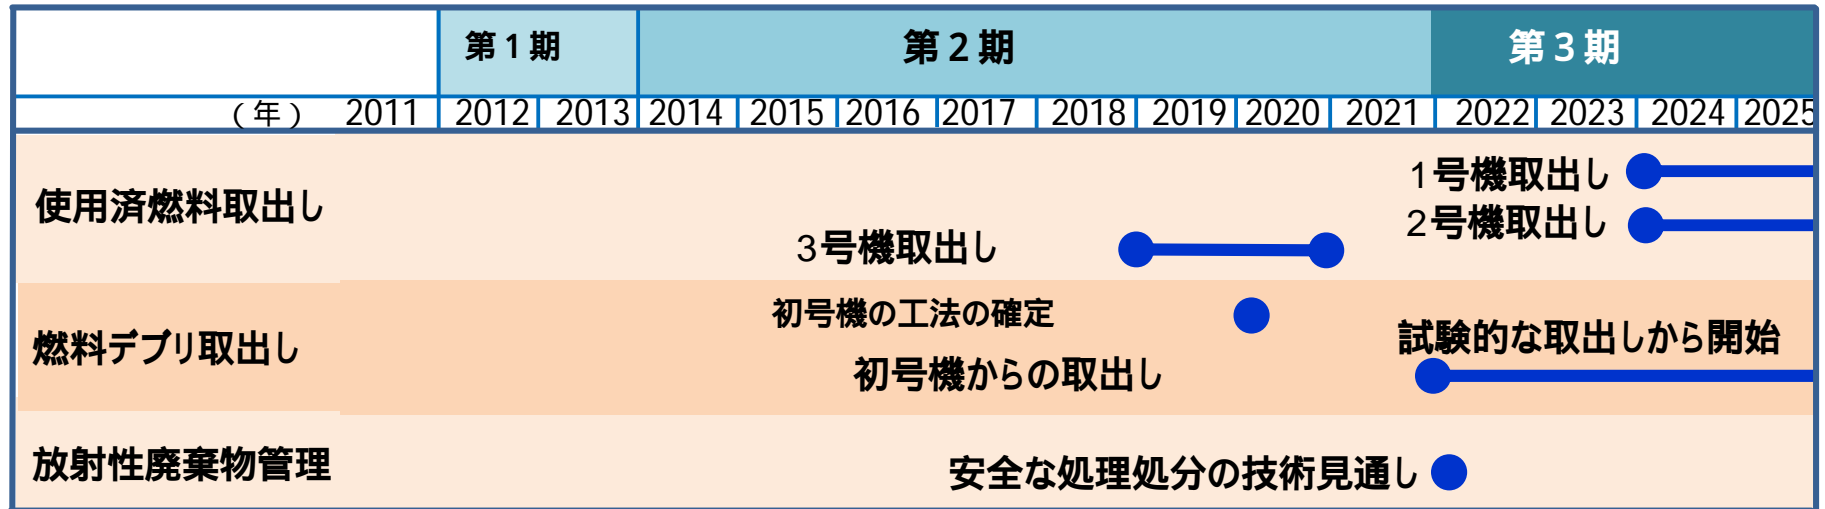 第1期 第2期 第3期
(年) 2011 2012 2013 2014 2015 2016 2017 2018 2019 2020 2021 2022 2023 2024 2025
使用済燃料取出し
1号機取出し
2号機取出し
3号機取出し
燃料デブリ取出し
初号機の工法の確定
試験的な取出しから開始
初号機からの取出し
放射性廃棄物管理
安全な処理処分の技術見通し